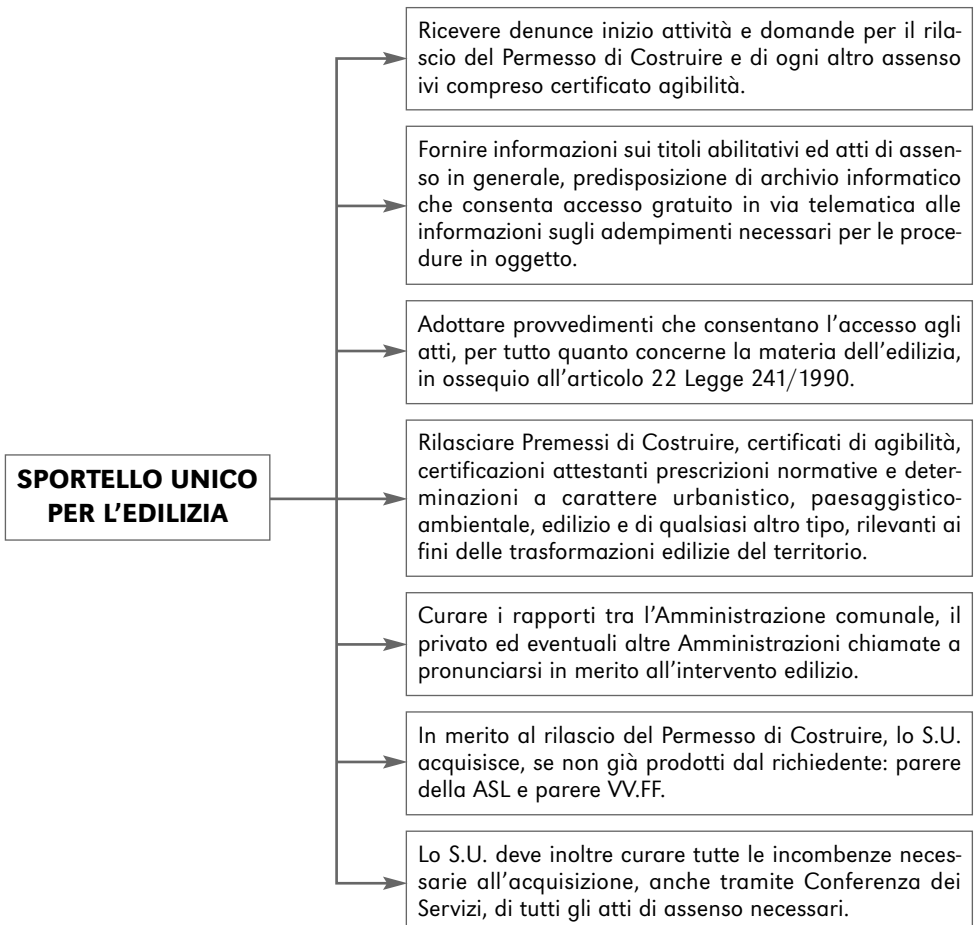 Ricevere denunce inizio attività e domande per il rila-
scio del Permesso di Costruire e di ogni altro assenso
ivi compreso certificato agibilità.
Fornire informazioni sui titoli abilitativi ed atti di assen-
so in generale, predisposizione di archivio informatico
che consenta accesso gratuito in via telematica alle
informazioni sugli adempimenti necessari per le proce-
dure in oggetto.
Adottare provvedimenti che consentano l'accesso agli
atti, per tutto quanto concerne la materia dell'edilizia,
in ossequio all'articolo 22 Legge 241/1990.
SPORTELLO UNICO
PER L'EDILIZIA
Rilasciare Premessi di Costruire, certificati di agibilità,
certificazioni attestanti prescrizioni normative e deter-
minazioni a carattere urbanistico, paesaggistico-
ambientale, edilizio e di qualsiasi altro tipo, rilevanti ai
fini delle trasformazioni edilizie del territorio.
Curare i rapporti tra l'Amministrazione comunale, il
privato ed eventuali altre Amministrazioni chiamate a
pronunciarsi in merito all'intervento edilizio.
In merito al rilascio del Permesso di Costruire, lo S.U.
acquisisce, se non già prodotti dal richiedente: parere
della ASL e parere VV.FF.
Lo S.U. deve inoltre curare tutte le incombenze neces-
sarie all'acquisizione, anche tramite Conferenza dei
Servizi, di tutti gli atti di assenso necessari.